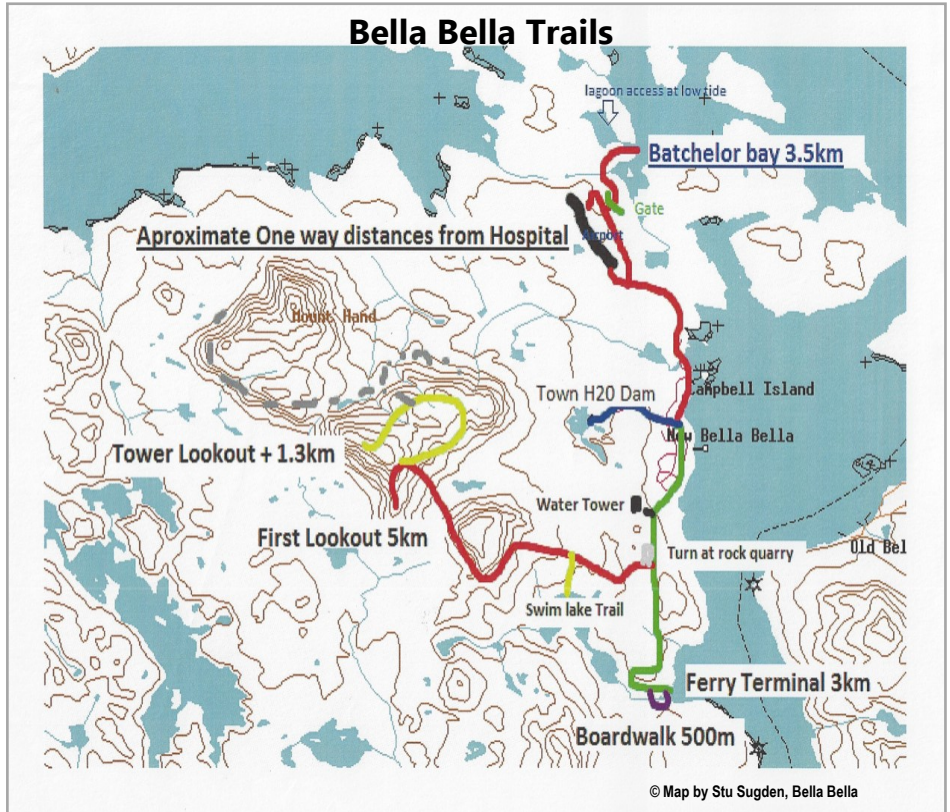 Bella Bella Trails
lagoon access at low tide
Batchelor bay 3.5km
Gate
Aproximate One way distances from Hospital
Airport
Mount Hand
Town H20 Dam
Campbell Island
New Bella Bella
Tower Lookout + 1.3km
Water Tower
First Lookout 5km
Turn at rock quarry
Old Bel
Swim lake Trail
Ferry Terminal 3km
Boardwalk 500m
© Map by Stu Sugden, Bella Bella